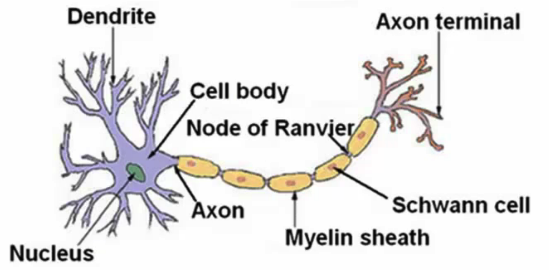 Dendrite
Axon terminal
Cell body
Node of Ranvier
Axon
Schwann cell
Myelin sheath
Nucleus